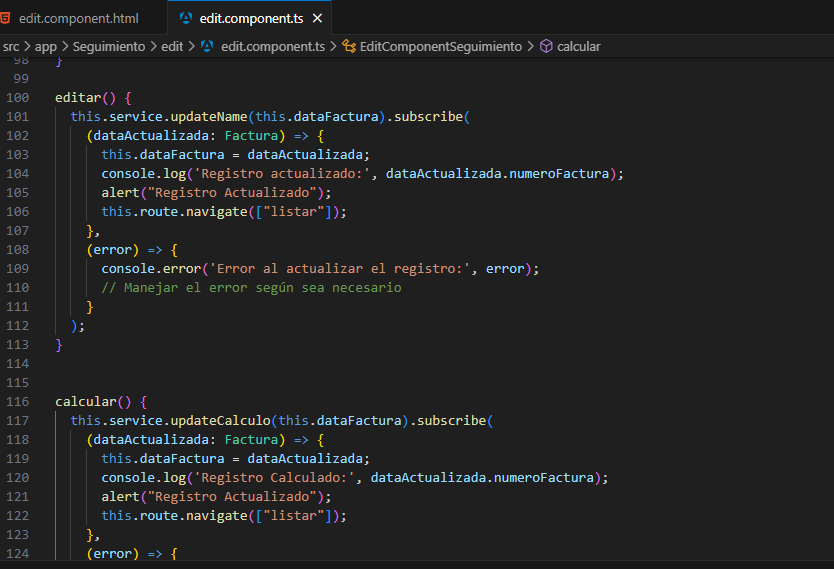 edit.component.html
edit.component.ts
src > app > Seguimiento > edit > edit.component.ts > EditComponentSeguimiento > calcular
98 }
99
100 editar() {
101 this.service.updateName(this.dataFactura).subscribe(
102 (dataActualizada: Factura) => {
103 this.dataFactura = dataActualizada;
104 console.log('Registro actualizado:', dataActualizada.numeroFactura);
105 alert("Registro Actualizado");
106 this.route.navigate(["listar"]);
107 },
108 (error) => {
109 console.error('Error al actualizar el registro:', error);
110 // Manejar el error según sea necesario
111 }
112 );
113 }
114
115
116 calcular() {
117 this.service.updateCalculo(this.dataFactura).subscribe(
118 (dataActualizada: Factura) => {
119 this.dataFactura = dataActualizada;
120 console.log('Registro Calculado:', dataActualizada.numeroFactura);
121 alert("Registro Actualizado");
122 this.route.navigate(["listar"]);
123 },
124 (error) => {